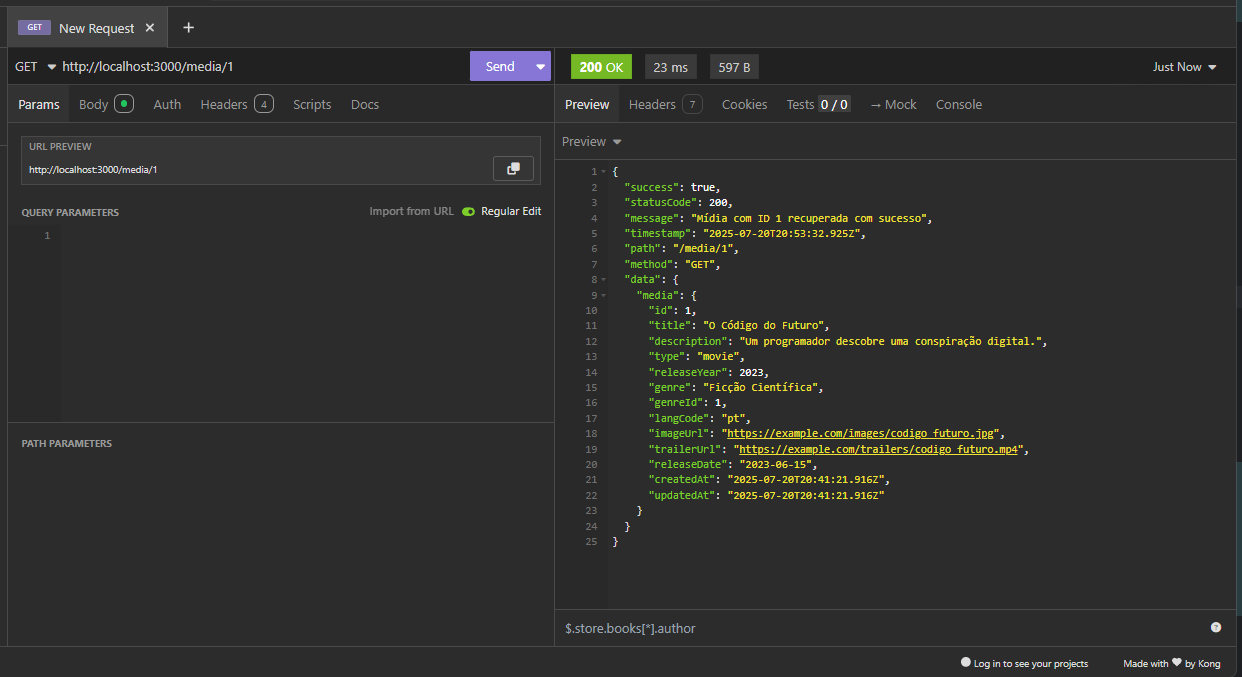 GET New Request
GET http://localhost:3000/media/1 Send
Params Body Auth Headers 4 Scripts Docs
URL PREVIEW
http://localhost:3000/media/1
QUERY PARAMETERS Import from URL Regular Edit
1
PATH PARAMETERS
200 OK 23 ms 597 B Just Now
Preview Headers 7 Cookies Tests 0 / 0 → Mock Console
Preview
1 {
2 "success": true,
3 "statusCode": 200,
4 "message": "Mídia com ID 1 recuperada com sucesso",
5 "timestamp": "2025-07-20T20:53:32.925Z",
6 "path": "/media/1",
7 "method": "GET",
8 "data": {
9 "media": {
10 "id": 1,
11 "title": "O Código do Futuro",
12 "description": "Um programador descobre uma conspiração digital.",
13 "type": "movie",
14 "releaseYear": 2023,
15 "genre": "Ficção Científica",
16 "genreId": 1,
17 "langCode": "pt",
18 "imageUrl": "https://example.com/images/codigo_futuro.jpg",
19 "trailerUrl": "https://example.com/trailers/codigo_futuro.mp4",
20 "releaseDate": "2023-06-15",
21 "createdAt": "2025-07-20T20:41:21.916Z",
22 "updatedAt": "2025-07-20T20:41:21.916Z"
23 }
24 }
25 }
$.store.books[*].author ?
Log in to see your projects Made with ♥ by Kong